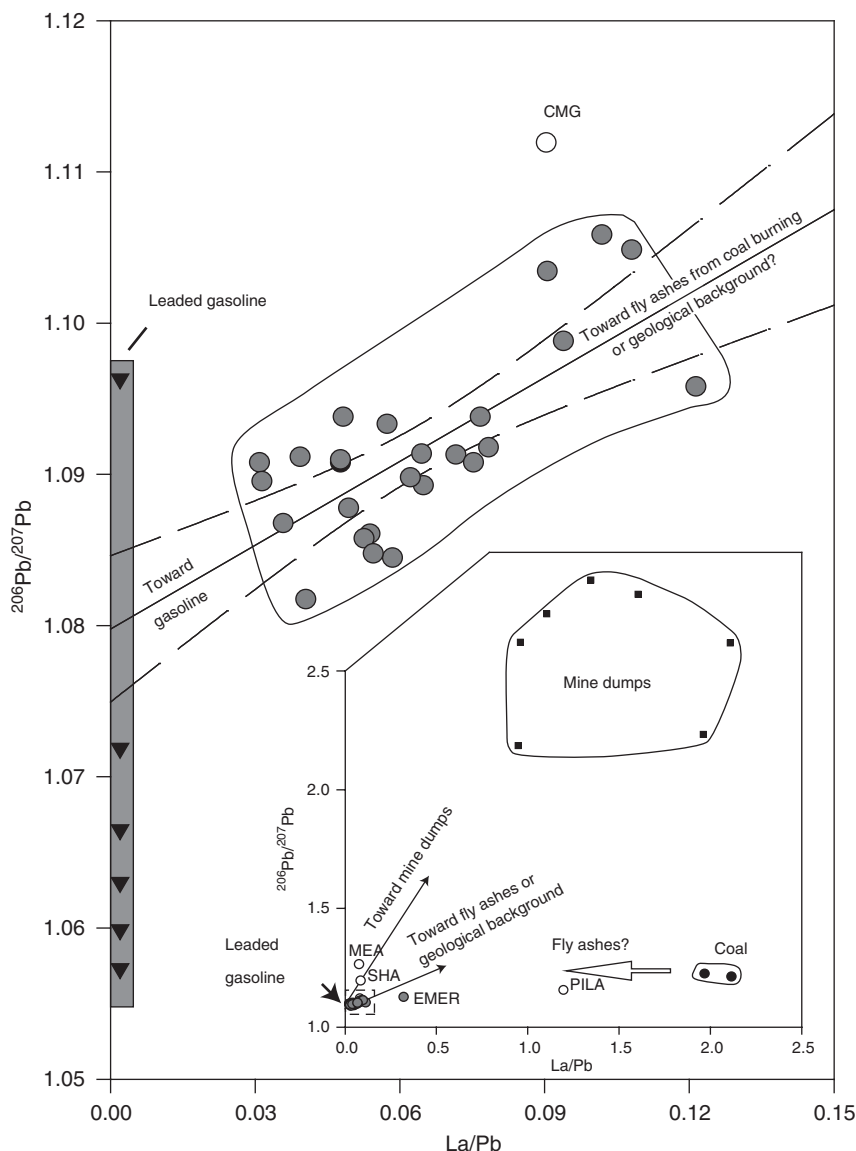 1.12
1.11
1.10
1.09
1.08
1.07
1.06
1.05
206Pb/207Pb
0.00
0.03
0.06
0.09
0.12
0.15
La/Pb
CMG
Leaded gasoline
Toward fly ashes from coal burning
or geological background?
Toward
gasoline
2.5
2.0
1.5
1.0
206Pb/207Pb
0.0
0.5
1.0
1.5
2.0
2.5
La/Pb
Mine dumps
Toward mine dumps
Toward fly ashes or
geological background
Leaded
gasoline
MEA
SHA
EMER
Fly ashes?
PILA
Coal